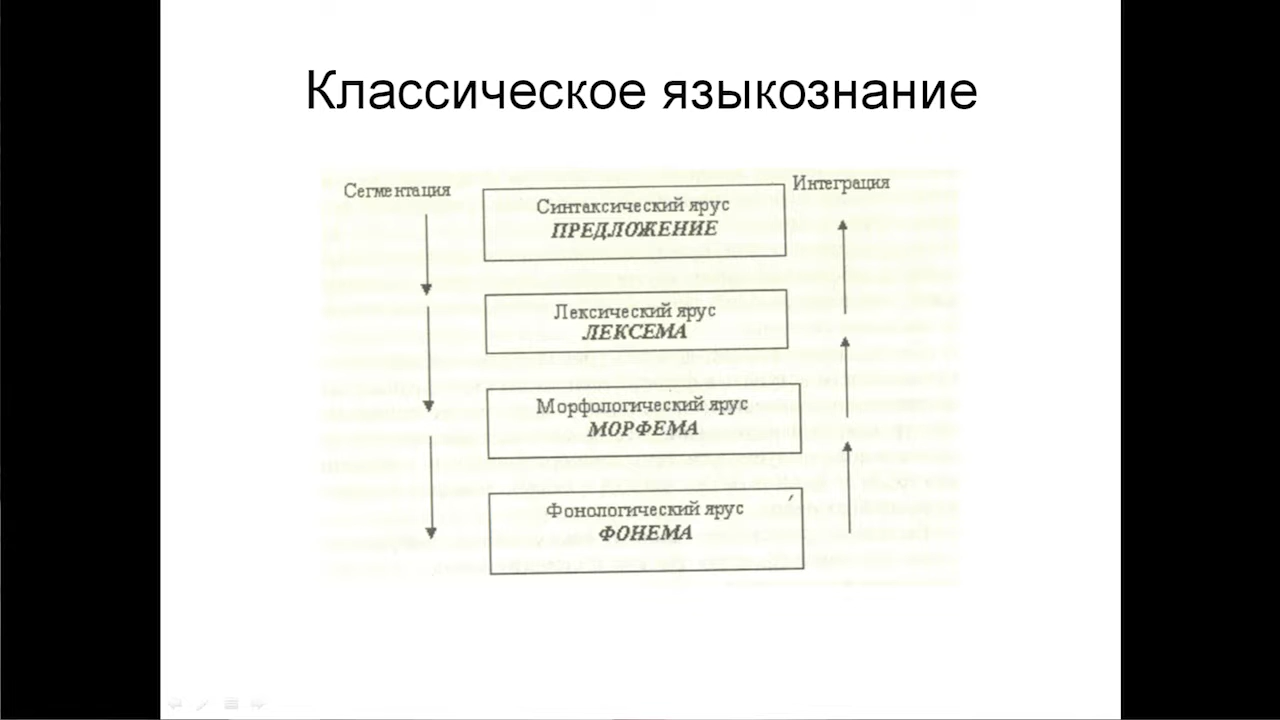 Классическое языкознание
Сегментация
Интеграция
Синтаксический ярус
ПРЕДЛОЖЕНИЕ
Лексический ярус
ЛЕКСЕМА
Морфологический ярус
МОРФЕМА
Фонологический ярус
ФОНЕМА